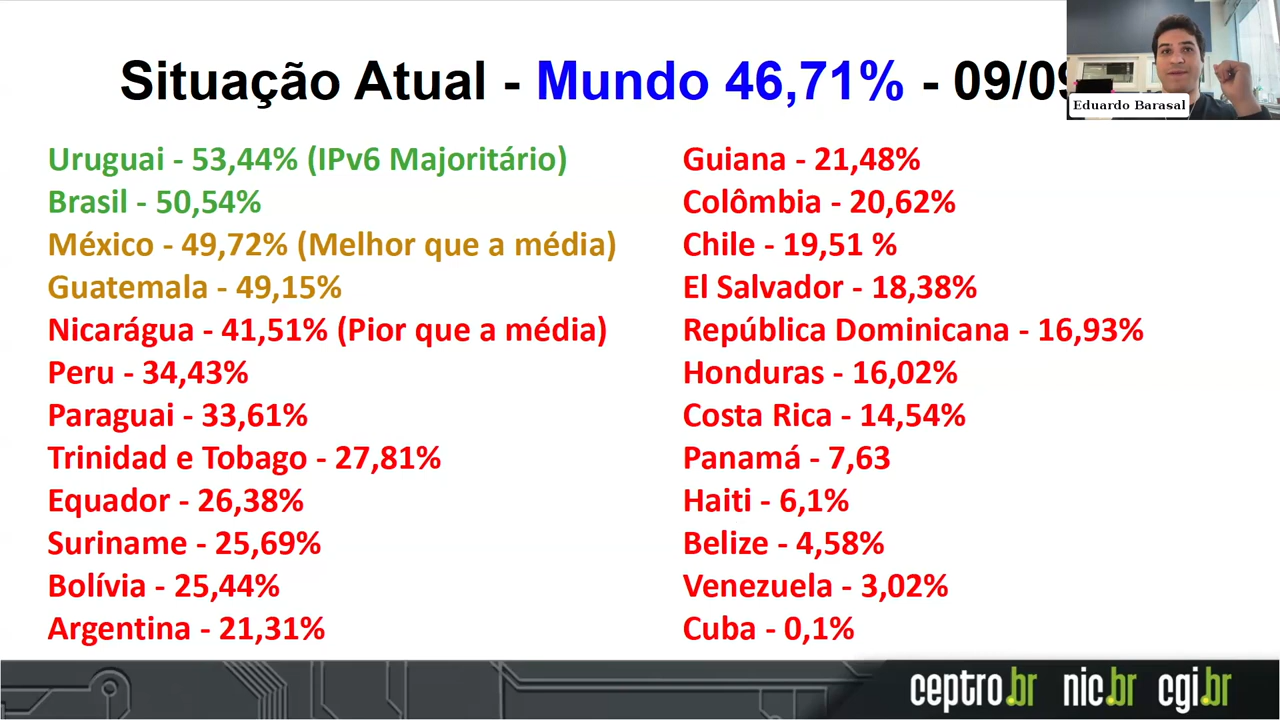 Situação Atual - Mundo 46,71% - 09/09
Eduardo Barasal
Uruguai - 53,44% (IPv6 Majoritário)
Brasil - 50,54%
México - 49,72% (Melhor que a média)
Guatemala - 49,15%
Nicarágua - 41,51% (Pior que a média)
Peru - 34,43%
Paraguai - 33,61%
Trinidad e Tobago - 27,81%
Equador - 26,38%
Suriname - 25,69%
Bolívia - 25,44%
Argentina - 21,31%
Guiana - 21,48%
Colômbia - 20,62%
Chile - 19,51 %
El Salvador - 18,38%
República Dominicana - 16,93%
Honduras - 16,02%
Costa Rica - 14,54%
Panamá - 7,63
Haiti - 6,1%
Belize - 4,58%
Venezuela - 3,02%
Cuba - 0,1%
ceptro.br nic.br cgi.br